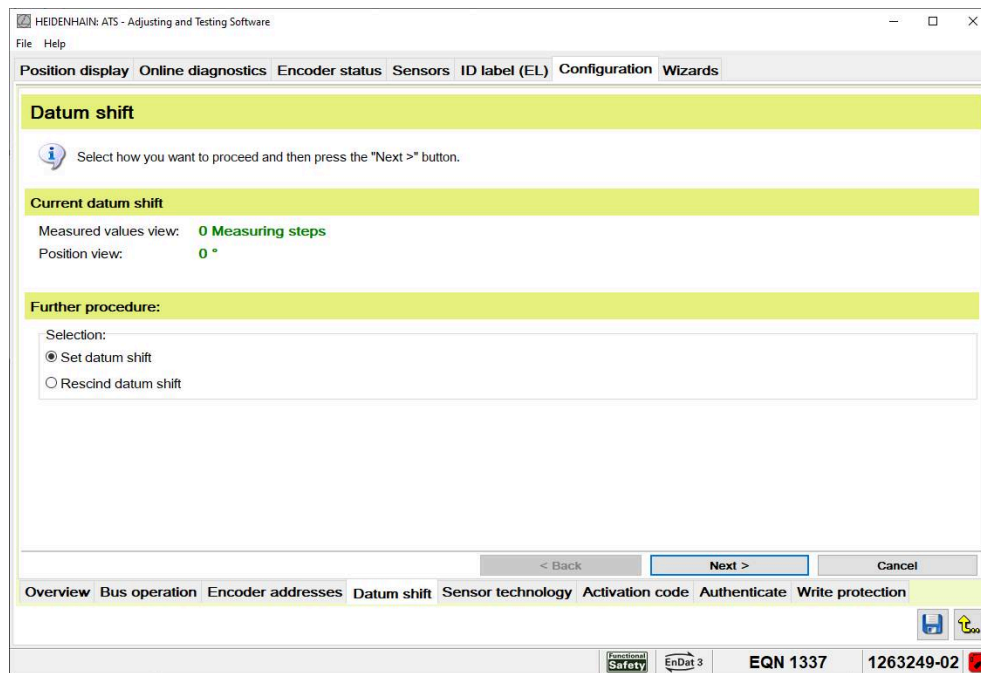 HEIDENHAIN: ATS - Adjusting and Testing Software
File Help
Position display Online diagnostics Encoder status Sensors ID label (EL) Configuration Wizards
Datum shift
Select how you want to proceed and then press the "Next >" button.
Current datum shift
Measured values view: 0 Measuring steps
Position view: 0 °
Further procedure:
Selection:
Set datum shift
Rescind datum shift
< Back Next > Cancel
Overview Bus operation Encoder addresses Datum shift Sensor technology Activation code Authenticate Write protection
Functional Safety EnDat 3 EQN 1337 1263249-02